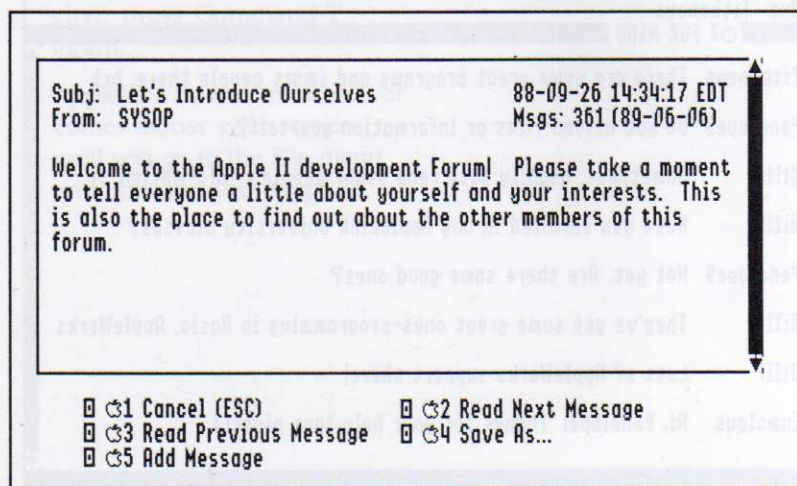 Subj: Let's Introduce Ourselves 88-09-26 14:34:17 EDT
From: SYSOP Msgs: 361 (89-06-06)
Welcome to the Apple II Development Forum! Please take a moment
to tell everyone a little about yourself and your interests. This
is also the place to find out about the other members of this
forum.
1 Cancel (ESC) 2 Read Next Message
3 Read Previous Message 4 Save As...
5 Add Message